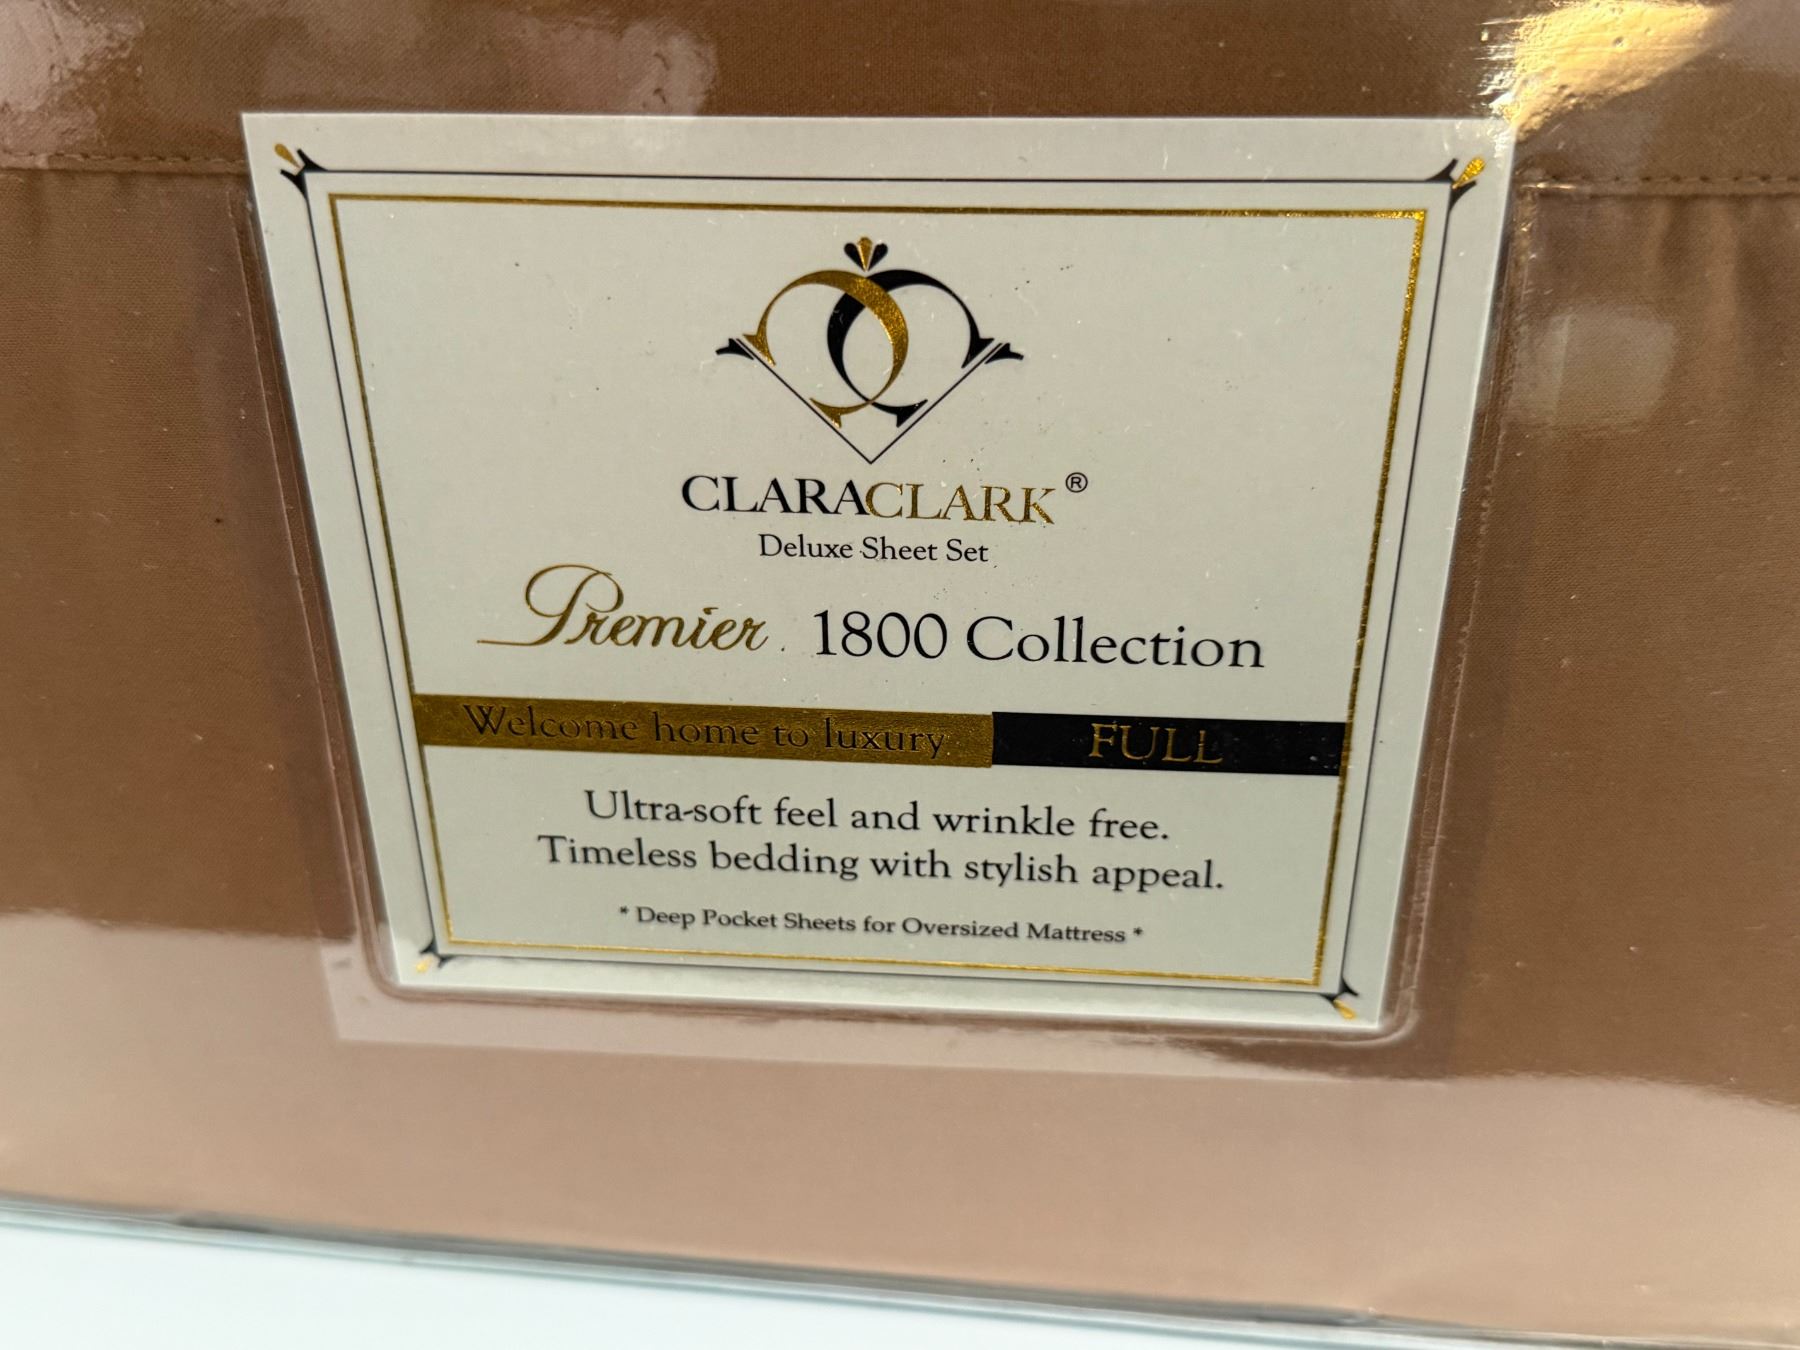 CLARACLARK®
Deluxe Sheet Set
Premier 1800 Collection
Welcome home to luxury. FULL
Ultra-soft feel and wrinkle free.
Timeless bedding with stylish appeal.
* Deep Pocket Sheets for Oversized Mattress *